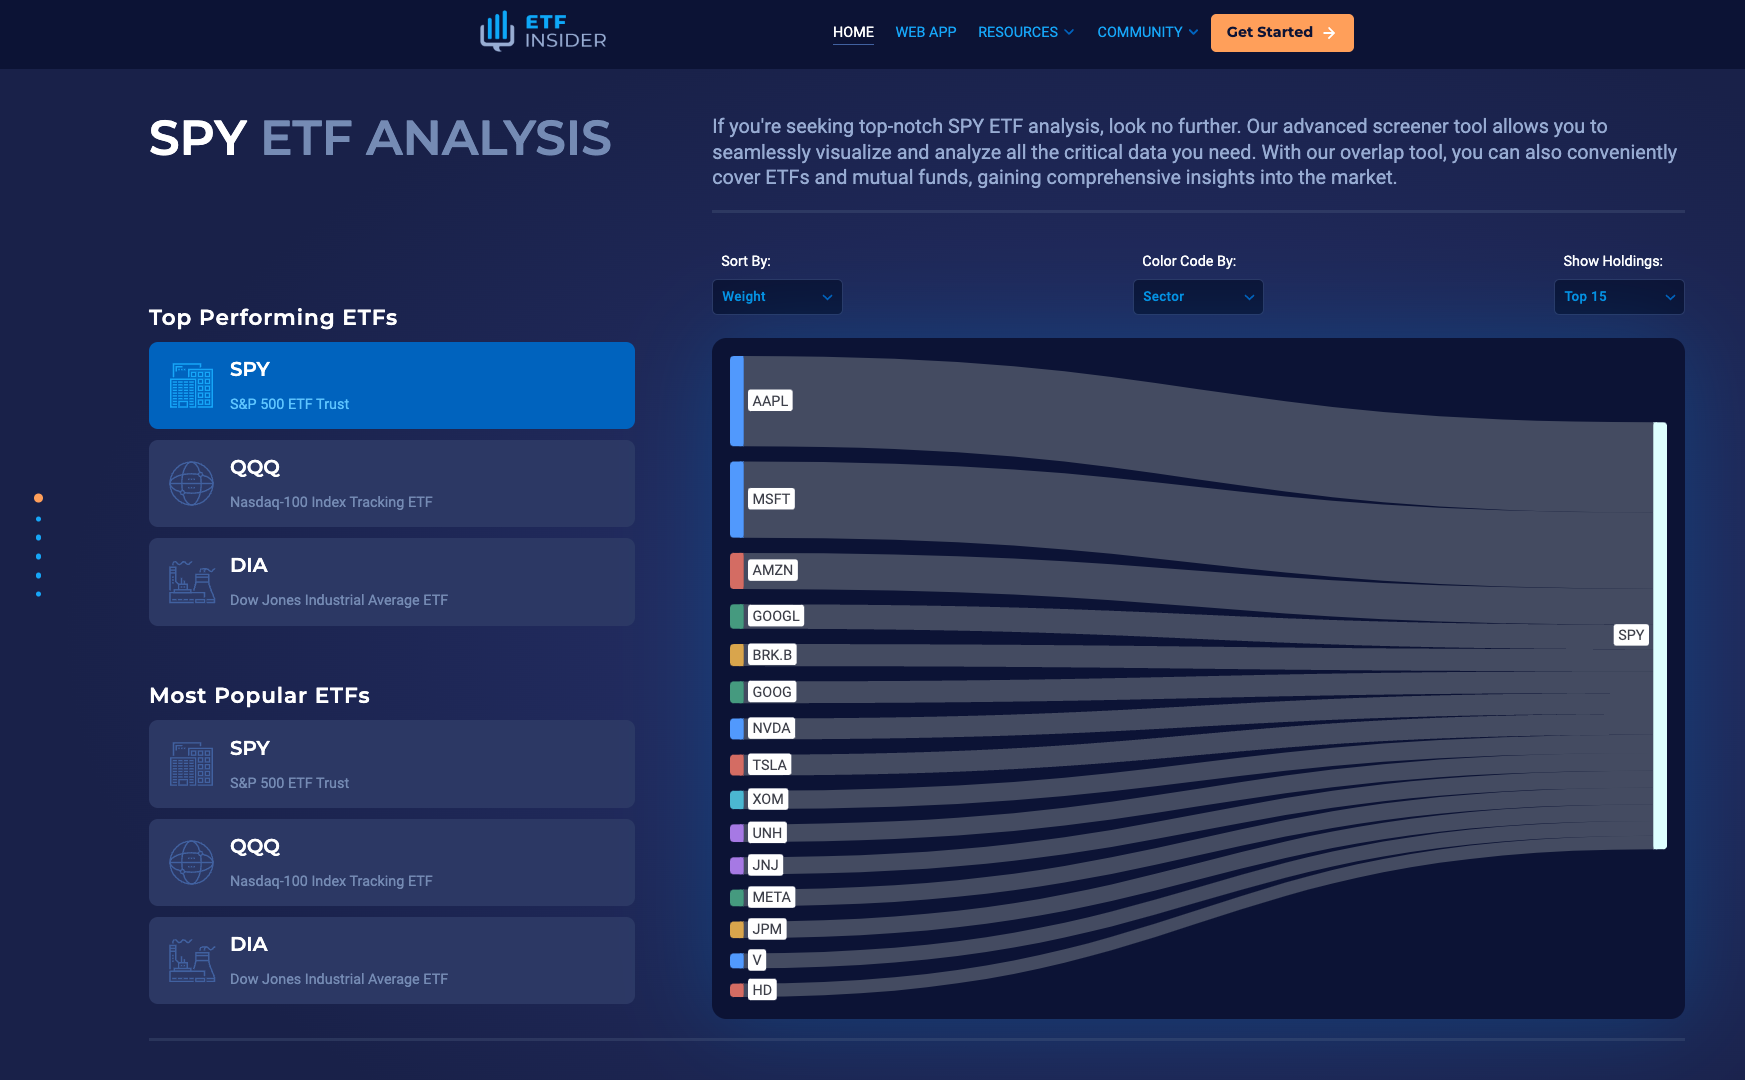 ETF
INSIDER
HOME
WEB APP
RESOURCES
COMMUNITY
Get Started
SPY ETF ANALYSIS
If you're seeking top-notch SPY ETF analysis, look no further. Our advanced screener tool allows you to
seamlessly visualize and analyze all the critical data you need. With our overlap tool, you can also conveniently
cover ETFs and mutual funds, gaining comprehensive insights into the market.
Top Performing ETFs
SPY
S&P 500 ETF Trust
QQQ
Nasdaq-100 Index Tracking ETF
DIA
Dow Jones Industrial Average ETF
Most Popular ETFs
SPY
S&P 500 ETF Trust
QQQ
Nasdaq-100 Index Tracking ETF
DIA
Dow Jones Industrial Average ETF
Sort By:
Weight
Color Code By:
Sector
Show Holdings:
Top 15
AAPL
MSFT
AMZN
GOOGL
BRK.B
GOOG
NVDA
TSLA
XOM
UNH
JNJ
META
JPM
V
HD
SPY